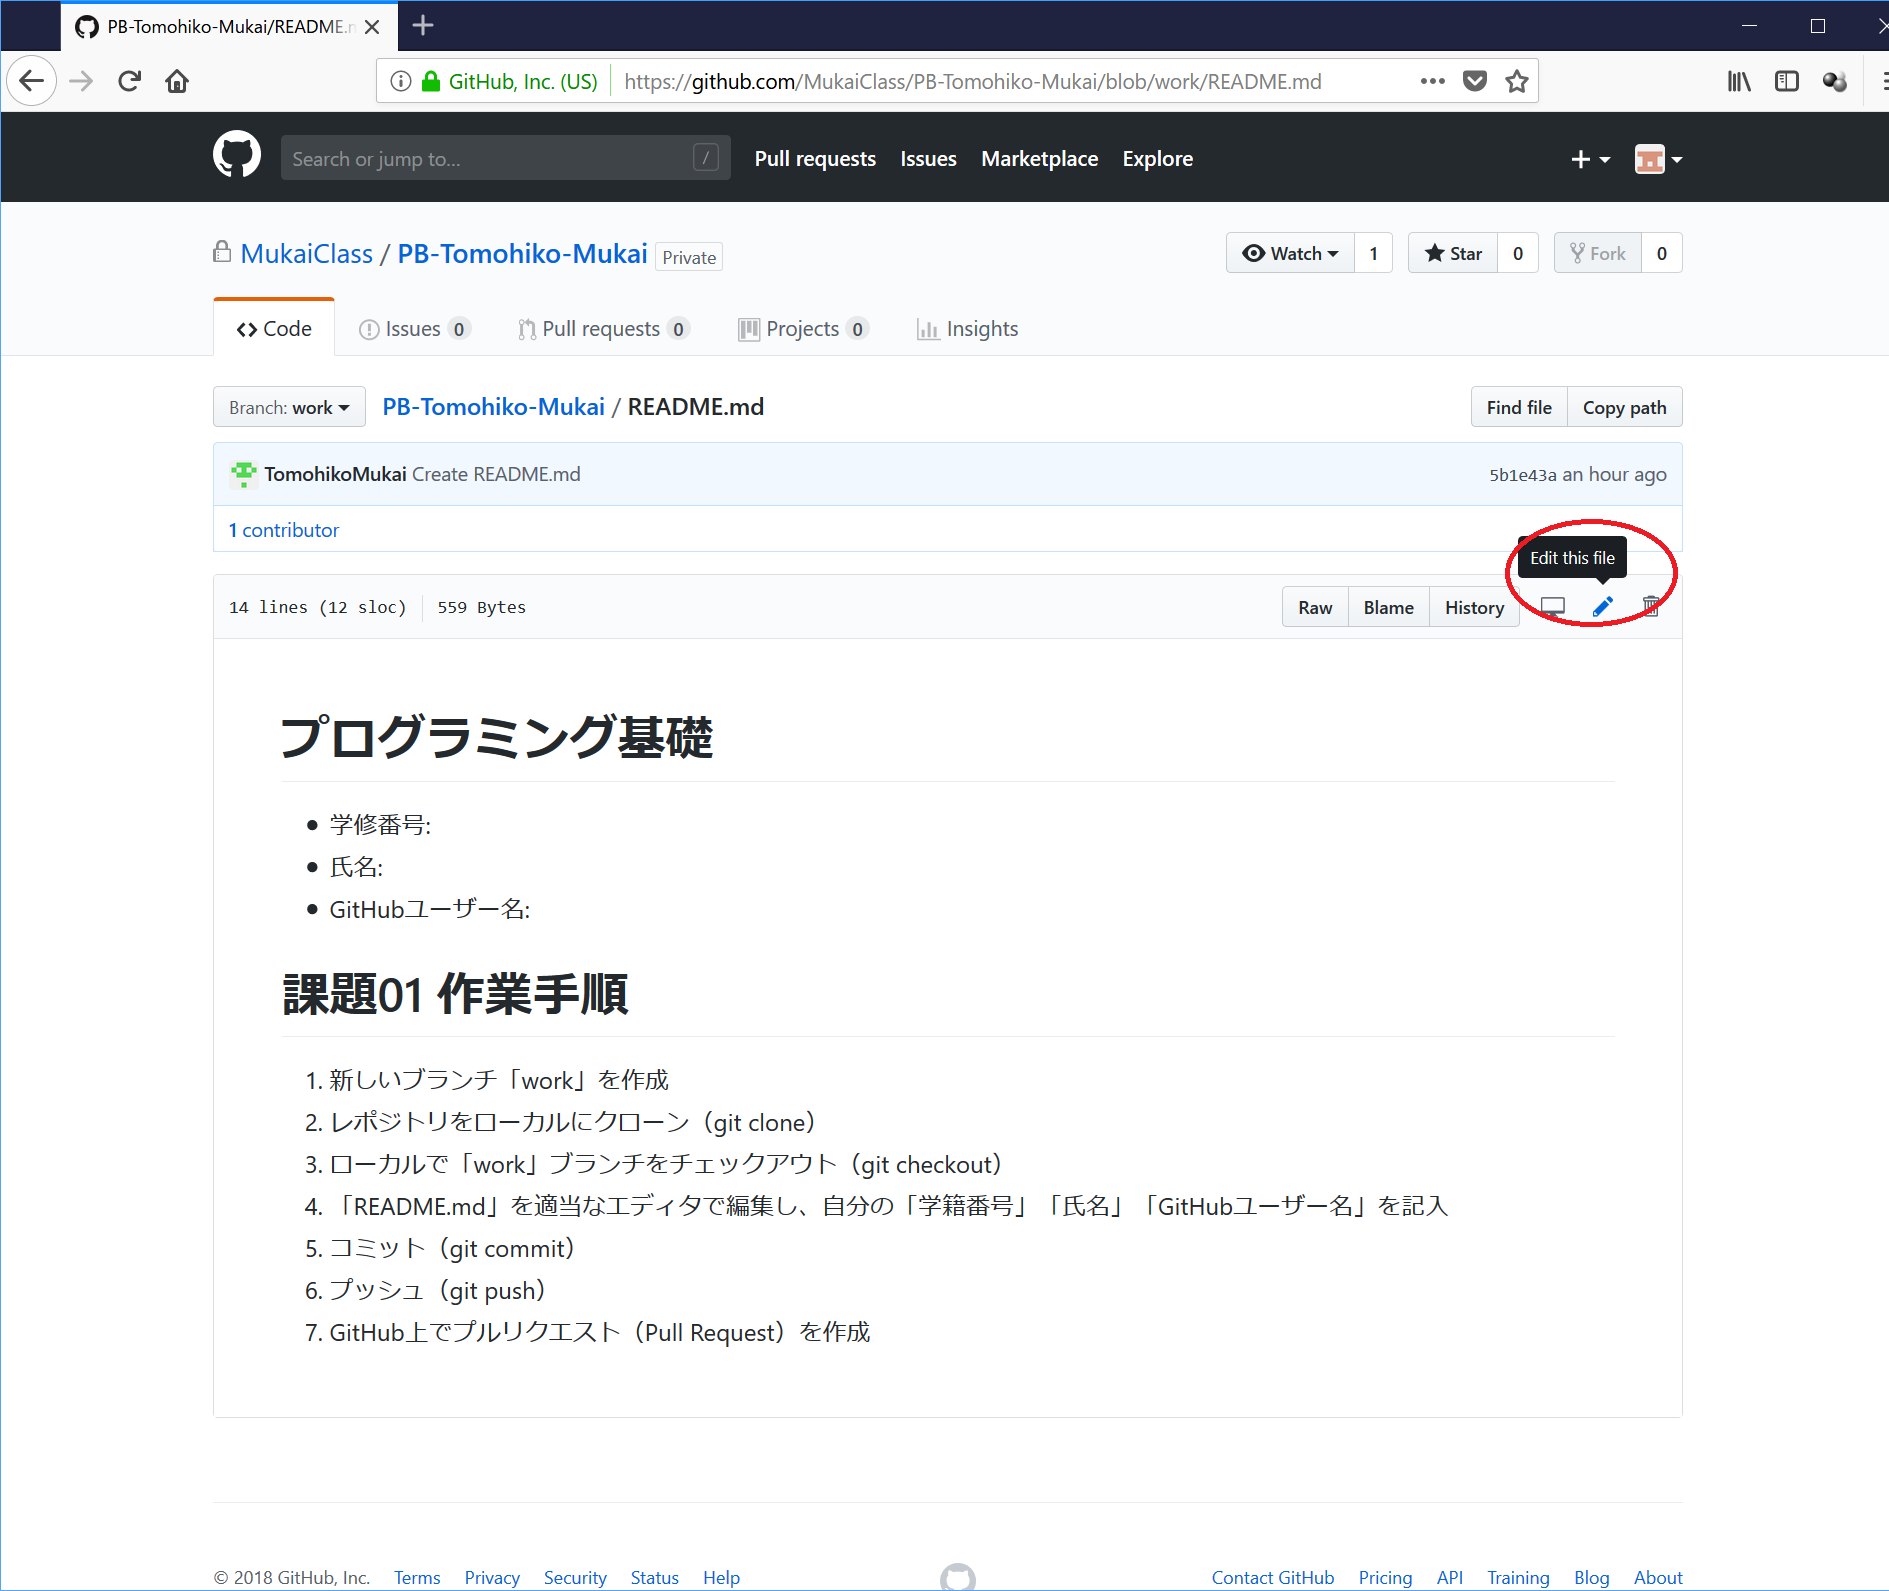 PB-Tomohiko-Mukai/README.
GitHub, Inc. (US) https://github.com/MukaiClass/PB-Tomohiko-Mukai/blob/work/README.md
Search or jump to... / Pull requests Issues Marketplace Explore
MukaiClass / PB-Tomohiko-Mukai Private Watch 1 Star 0 Fork 0
Code Issues 0 Pull requests 0 Projects 0 Insights
Branch: work PB-Tomohiko-Mukai / README.md Find file Copy path
TomohikoMukai Create README.md 5b1e43a an hour ago
1 contributor
Edit this file
14 lines (12 sloc) 559 Bytes Raw Blame History
プログラミング基礎
学修番号:
氏名:
GitHubユーザー名:
課題01 作業手順
1. 新しいブランチ「work」を作成
2. レポジトリをローカルにクローン（git clone）
3. ローカルで「work」ブランチをチェックアウト（git checkout）
4. 「README.md」を適当なエディタで編集し、自分の「学籍番号」「氏名」「GitHubユーザー名」を記入
5. コミット（git commit）
6. プッシュ（git push）
7. GitHub上でプルリクエスト（Pull Request）を作成
© 2018 GitHub, Inc. Terms Privacy Security Status Help Contact GitHub Pricing API Training Blog About